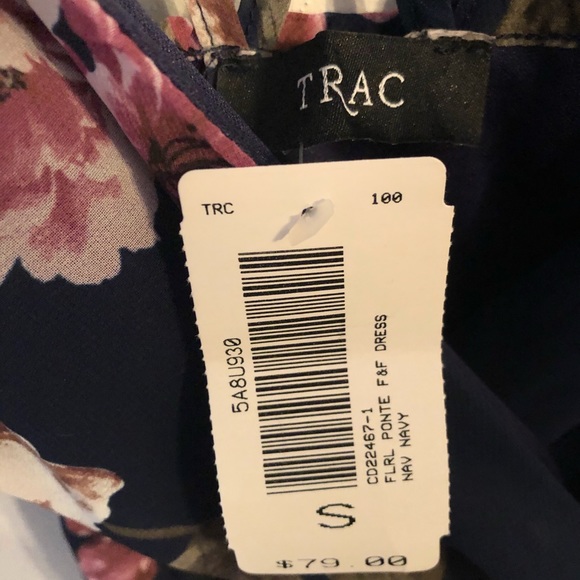 TRAC
TRC 100
5A8U930
CD22467-1
FLRL PONTE F&F DRESS
NAV NAVY
S
$79.00